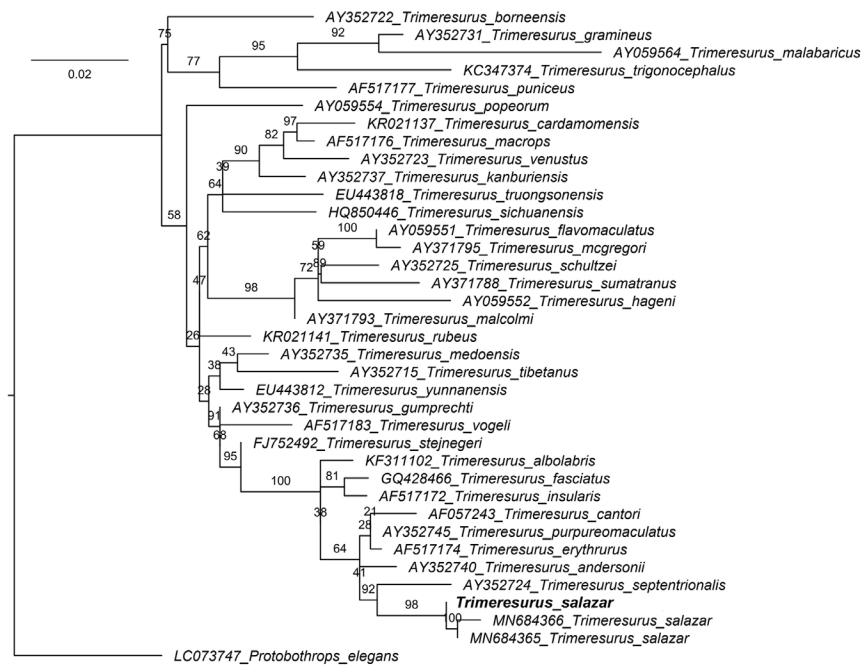 75
AY352722_Trimeresurus_borneensis
92
AY352731_Trimeresurus_gramineus
95
AY059564_Trimeresurus_malabaricus
77
KC347374_Trimeresurus_trigonocephalus
0.02
AF517177_Trimeresurus_puniceus
AY059554_Trimeresurus_popeorum
97
KR021137_Trimeresurus_cardamomensis
82
AF517176_Trimeresurus_macrops
90
AY352723_Trimeresurus_venustus
39
AY352737_Trimeresurus_kanburiensis
64
EU443818_Trimeresurus_truongsonensis
58
HQ850446_Trimeresurus_sichuanensis
100
AY059551_Trimeresurus_flavomaculatus
62
59
AY371795_Trimeresurus_mcgregori
72
89
AY352725_Trimeresurus_schultzei
47
98
AY371788_Trimeresurus_sumatranus
AY059552_Trimeresurus_hageni
AY371793_Trimeresurus_malcolmi
26
KR021141_Trimeresurus_rubeus
43
AY352735_Trimeresurus_medoensis
38
AY352715_Trimeresurus_tibetanus
28
EU443812_Trimeresurus_yunnanensis
AY352736_Trimeresurus_gumprechti
91
AF517183_Trimeresurus_vogeli
68
FJ752492_Trimeresurus_stejnegeri
95
KF311102_Trimeresurus_albolabris
100
81
GQ428466_Trimeresurus_fasciatus
AF517172_Trimeresurus_insularis
38
21
AF057243_Trimeresurus_cantori
28
AY352745_Trimeresurus_purpureomaculatus
64
AF517174_Trimeresurus_erythrurus
41
AY352740_Trimeresurus_andersonii
92
AY352724_Trimeresurus_septentrionalis
98
Trimeresurus_salazar
100
MN684366_Trimeresurus_salazar
MN684365_Trimeresurus_salazar
LC073747_Protobothrops_elegans